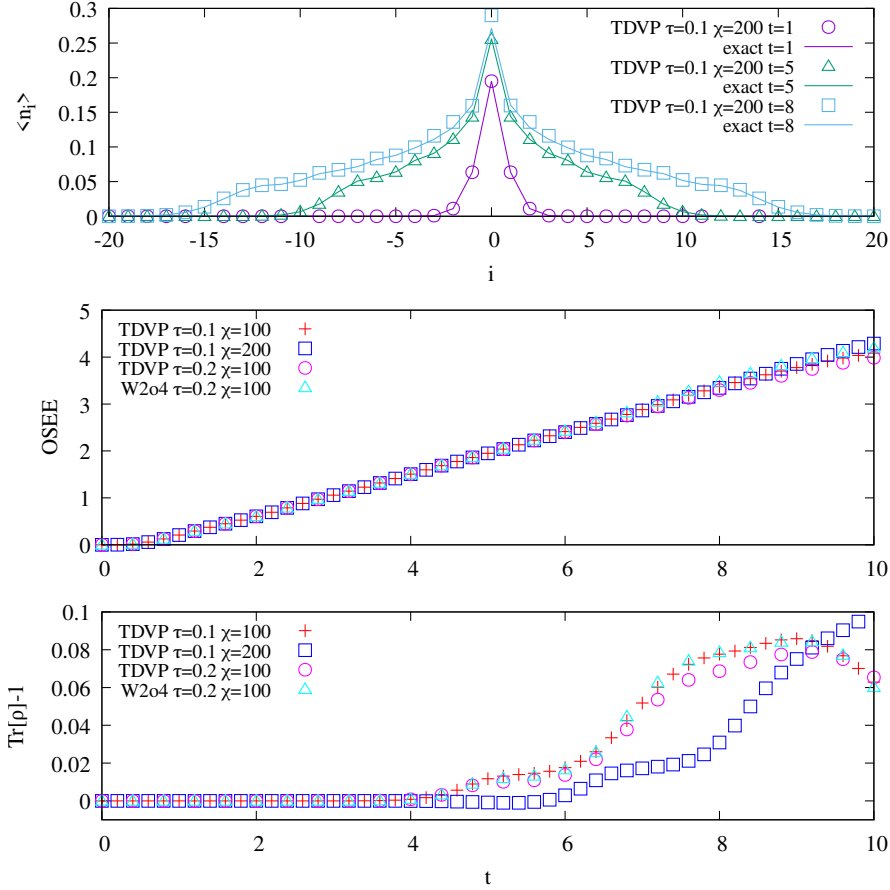 0.3
0.25
0.2
0.15
0.1
0.05
0
<n_i>
TDVP τ=0.1 χ=200 t=1
exact t=1
TDVP τ=0.1 χ=200 t=5
exact t=5
TDVP τ=0.1 χ=200 t=8
exact t=8
-20 -15 -10 -5 0 5 10 15 20
i
5
4
3
2
1
0
OSEE
TDVP τ=0.1 χ=100
TDVP τ=0.1 χ=200
TDVP τ=0.2 χ=100
W2o4 τ=0.2 χ=100
0 2 4 6 8 10
0.1
0.08
0.06
0.04
0.02
0
Tr[ρ]-1
TDVP τ=0.1 χ=100
TDVP τ=0.1 χ=200
TDVP τ=0.2 χ=100
W2o4 τ=0.2 χ=100
0 2 4 6 8 10
t